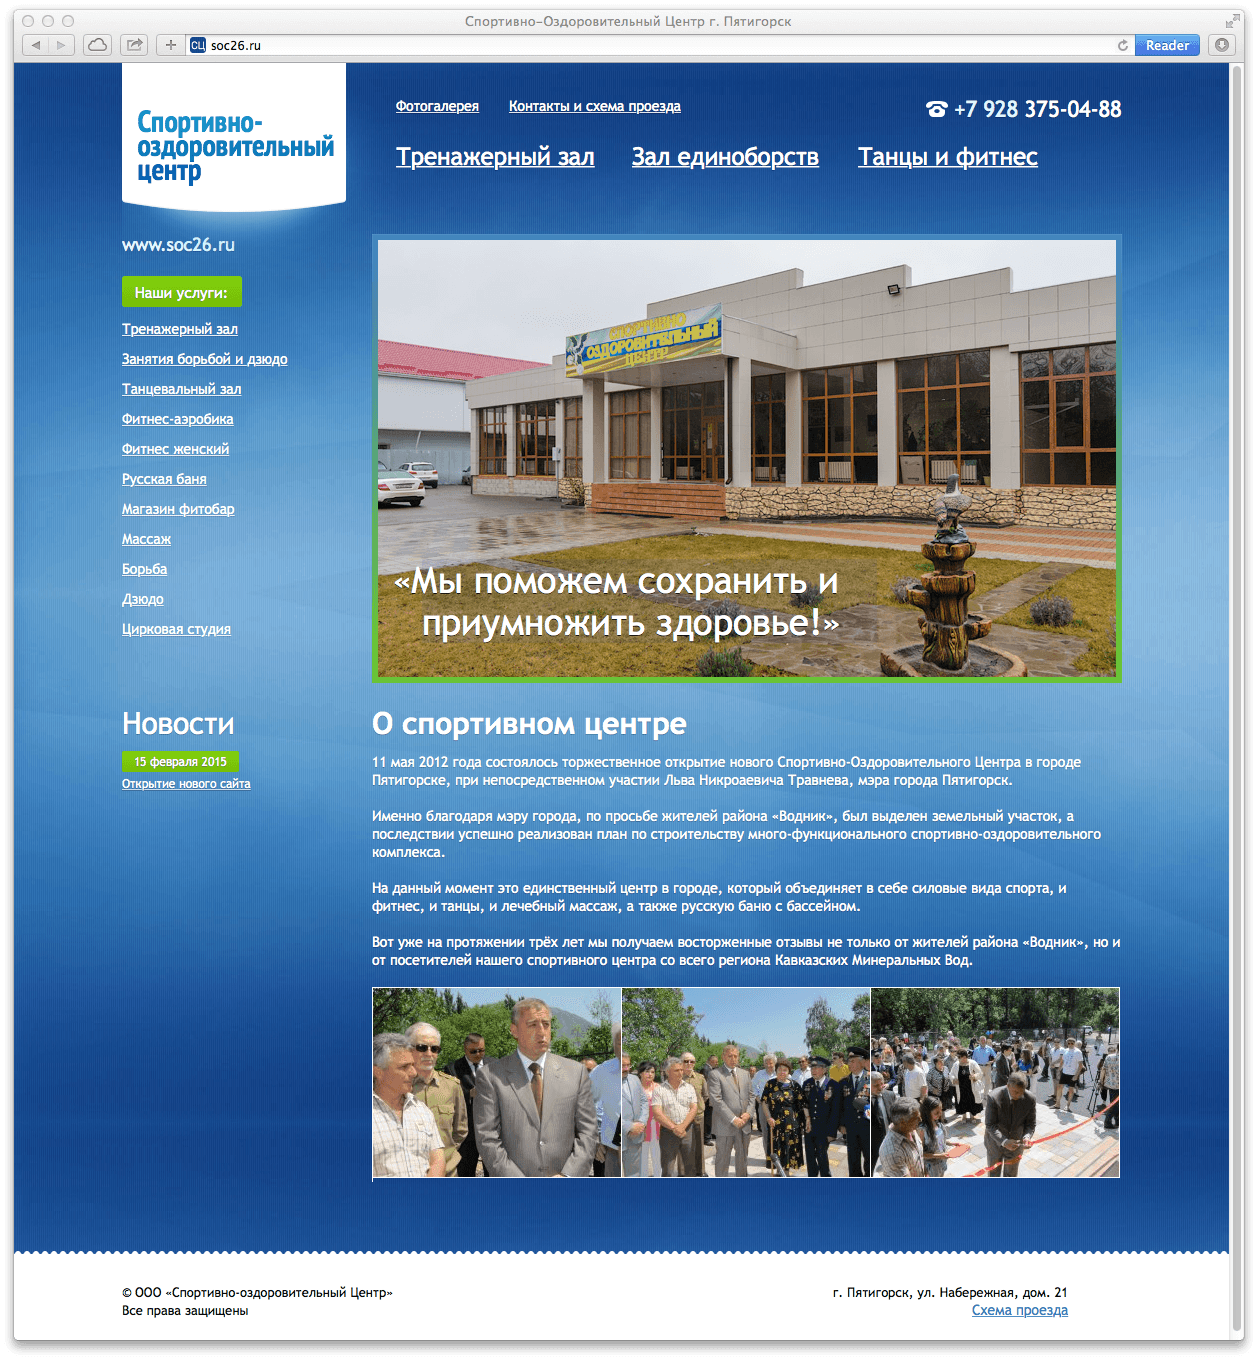 Спортивно-Оздоровительный Центр г. Пятигорск
СЦ soc26.ru
Reader
Спортивно-
оздоровительный
центр
Фотогалерея Контакты и схема проезда
+7 928 375-04-88
Тренажерный зал Зал единоборств Танцы и фитнес
www.soc26.ru
Наши услуги:
Тренажерный зал
Занятия борьбой и дзюдо
Танцевальный зал
Фитнес-аэробика
Фитнес женский
Русская баня
Магазин фитобар
Массаж
Борьба
Дзюдо
Цирковая студия
СПОРТИВНО
ОЗДОРОВИТЕЛЬНЫЙ
ЦЕНТР
«Мы поможем сохранить и
приумножить здоровье!»
Новости
15 февраля 2015
Открытие нового сайта
О спортивном центре
11 мая 2012 года состоялось торжественное открытие нового Спортивно-Оздоровительного Центра в городе
Пятигорске, при непосредственном участии Льва Никроаевича Травнева, мэра города Пятигорск.
Именно благодаря мэру города, по просьбе жителей района «Водник», был выделен земельный участок, а
последствии успешно реализован план по строительству много-функционального спортивно-оздоровительного
комплекса.
На данный момент это единственный центр в городе, который объединяет в себе силовые вида спорта, и
фитнес, и танцы, и лечебный массаж, а также русскую баню с бассейном.
Вот уже на протяжении трёх лет мы получаем восторженные отзывы не только от жителей района «Водник», но и
от посетителей нашего спортивного центра со всего региона Кавказских Минеральных Вод.
© ООО «Спортивно-оздоровительный Центр»
Все права защищены
г. Пятигорск, ул. Набережная, дом. 21
Схема проезда